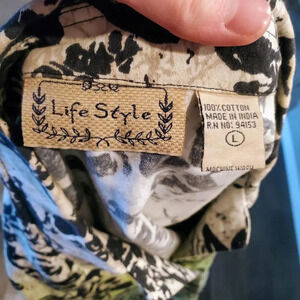 Life Style
100% COTTON
MADE IN INDIA
R.N NO: 94153
L
MACHINE WASH